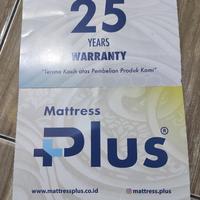 25
YEARS
WARRANTY
"Terima Kasih atas Pembelian Produk Kami"
Mattress
Plus®
www.mattressplus.co.id
mattress.plus